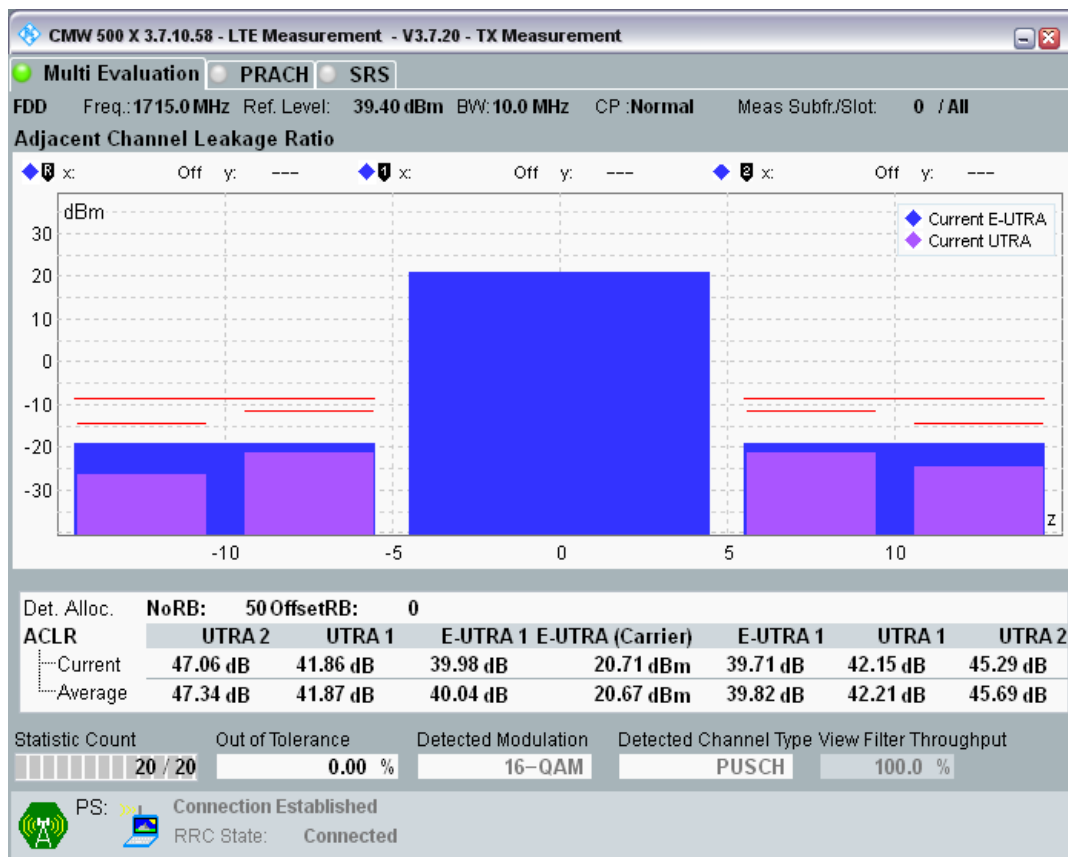 CMW 500 X 3.7.10.58 - LTE Measurement - V3.7.20 - TX Measurement
Multi Evaluation PRACH SRS
FDD Freq.:1715.0 MHz Ref. Level: 39.40 dBm BW:10.0 MHz CP :Normal Meas Subfr./Slot: 0 / All
Adjacent Channel Leakage Ratio
R x: Off y: --- 1 x: Off y: --- 2 x: Off y: ---
dBm
Current E-UTRA
Current UTRA
30
20
10
0
-10
-20
-30
z
-10 -5 0 5 10
Det. Alloc. NoRB: 50 OffsetRB: 0
ACLR UTRA 2 UTRA 1 E-UTRA 1 E-UTRA (Carrier) E-UTRA 1 UTRA 1 UTRA 2
Current 47.06 dB 41.86 dB 39.98 dB 20.71 dBm 39.71 dB 42.15 dB 45.29 dB
Average 47.34 dB 41.87 dB 40.04 dB 20.67 dBm 39.82 dB 42.21 dB 45.69 dB
Statistic Count Out of Tolerance Detected Modulation Detected Channel Type View Filter Throughput
20 / 20 0.00 % 16-QAM PUSCH 100.0 %
PS: Connection Established
RRC State: Connected